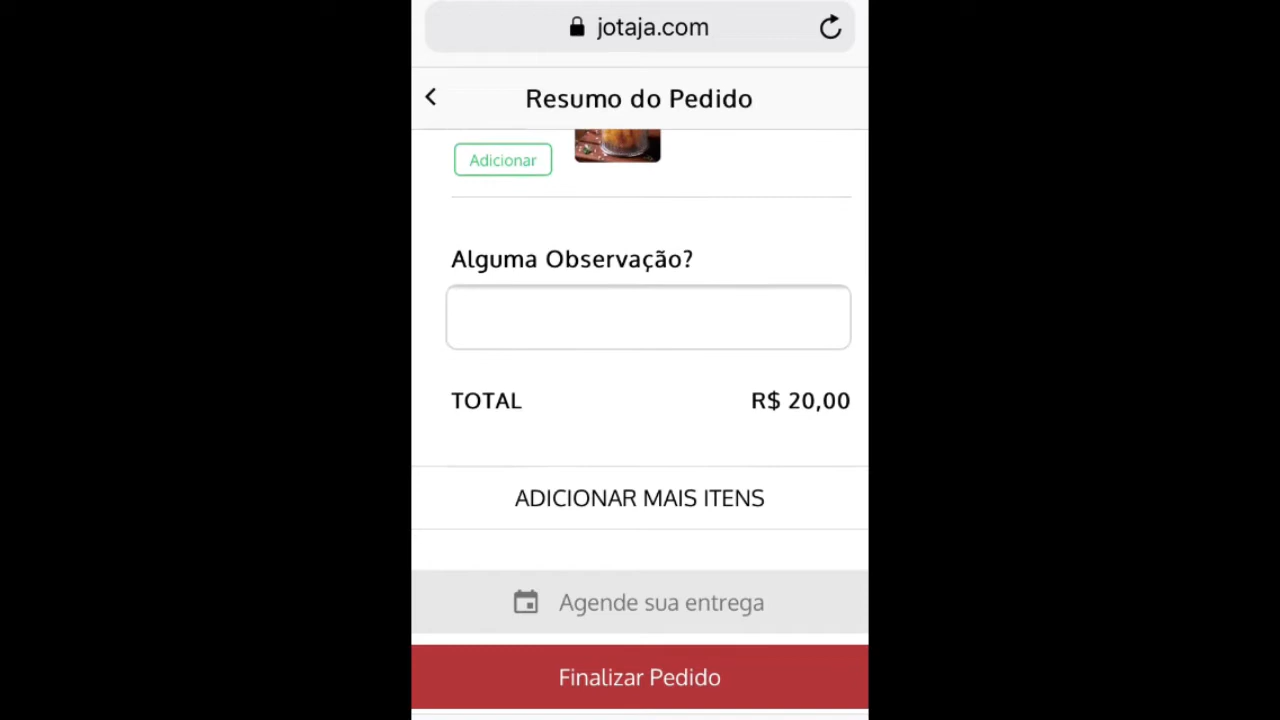 jotaja.com
Resumo do Pedido
Adicionar
Alguma Observação?
TOTAL R$ 20,00
ADICIONAR MAIS ITENS
Agende sua entrega
Finalizar Pedido